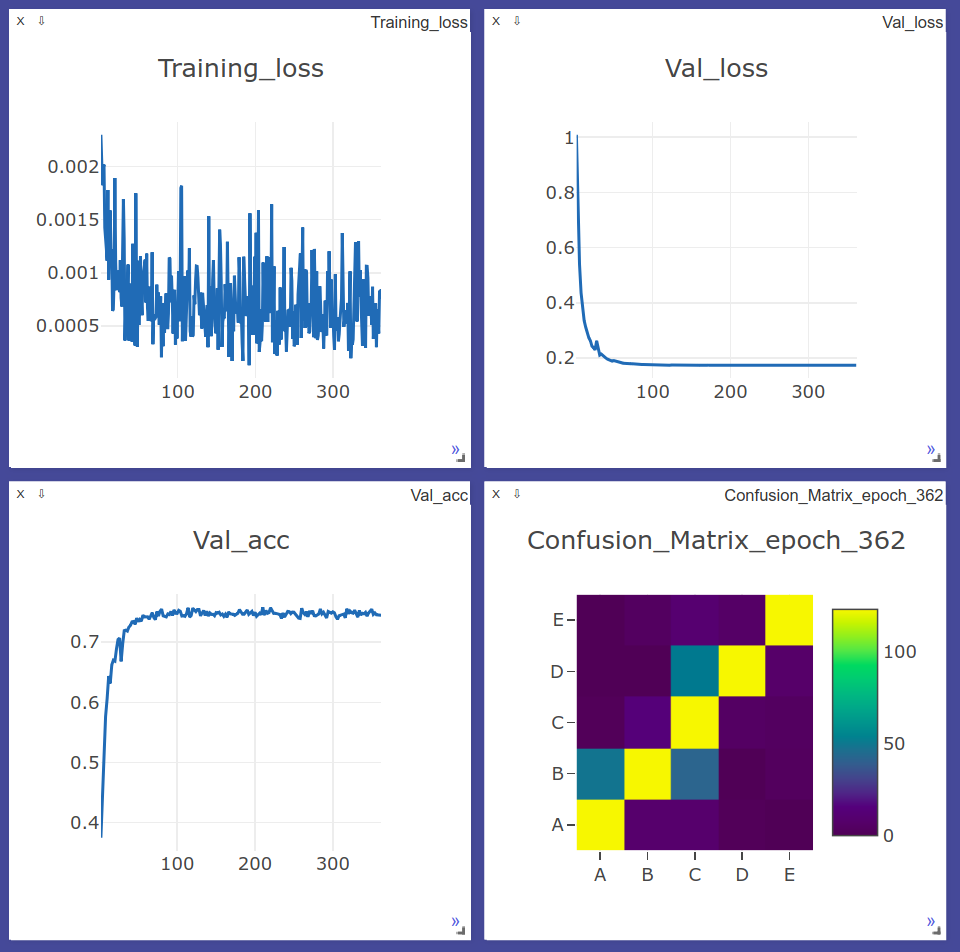 X ⇩ Training_loss
Training_loss
0.002
0.0015
0.001
0.0005
100 200 300
»
X ⇩ Val_loss
Val_loss
1
0.8
0.6
0.4
0.2
100 200 300
»
X ⇩ Val_acc
Val_acc
0.7
0.6
0.5
0.4
100 200 300
»
X ⇩ Confusion_Matrix_epoch_362
Confusion_Matrix_epoch_362
E
D
C
B
A
A B C D E
100
50
0
»